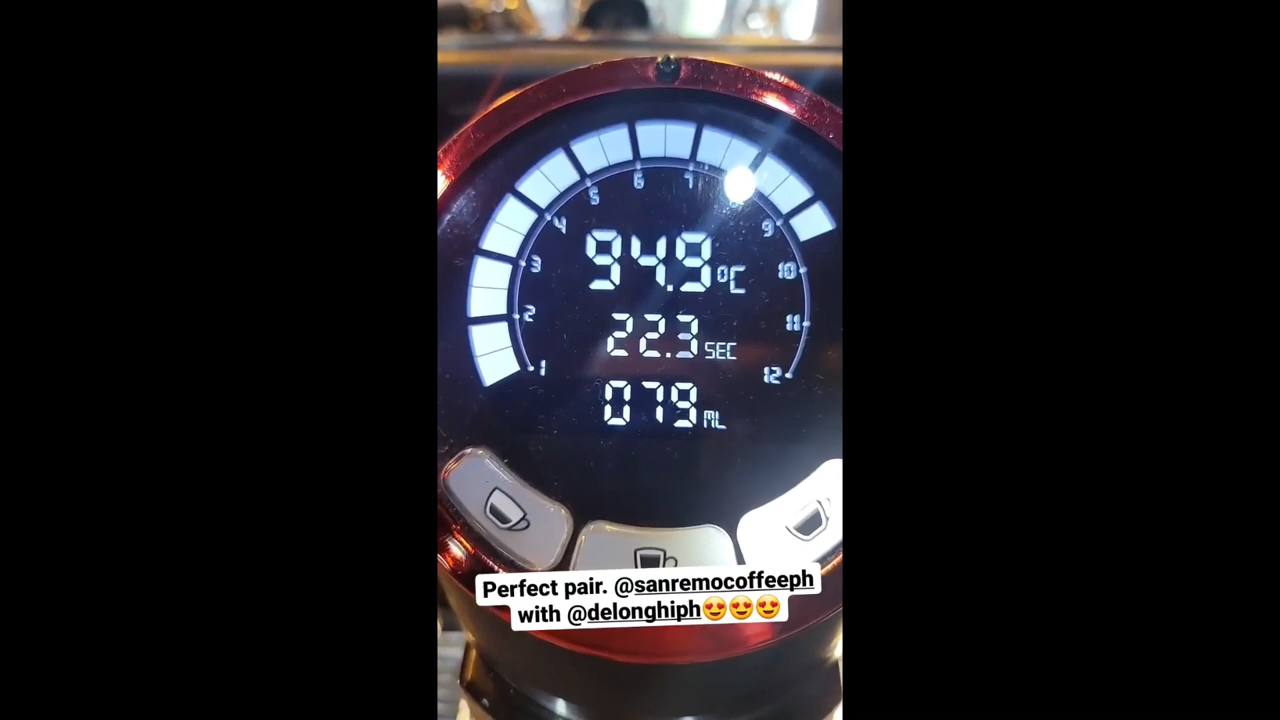 6
7
5
4
9
94.9°C
3
10
22.3 SEC
2
11
1
12
079 ML
Perfect pair. @sanremocoffeeph
with @delonghiph😍😍😍